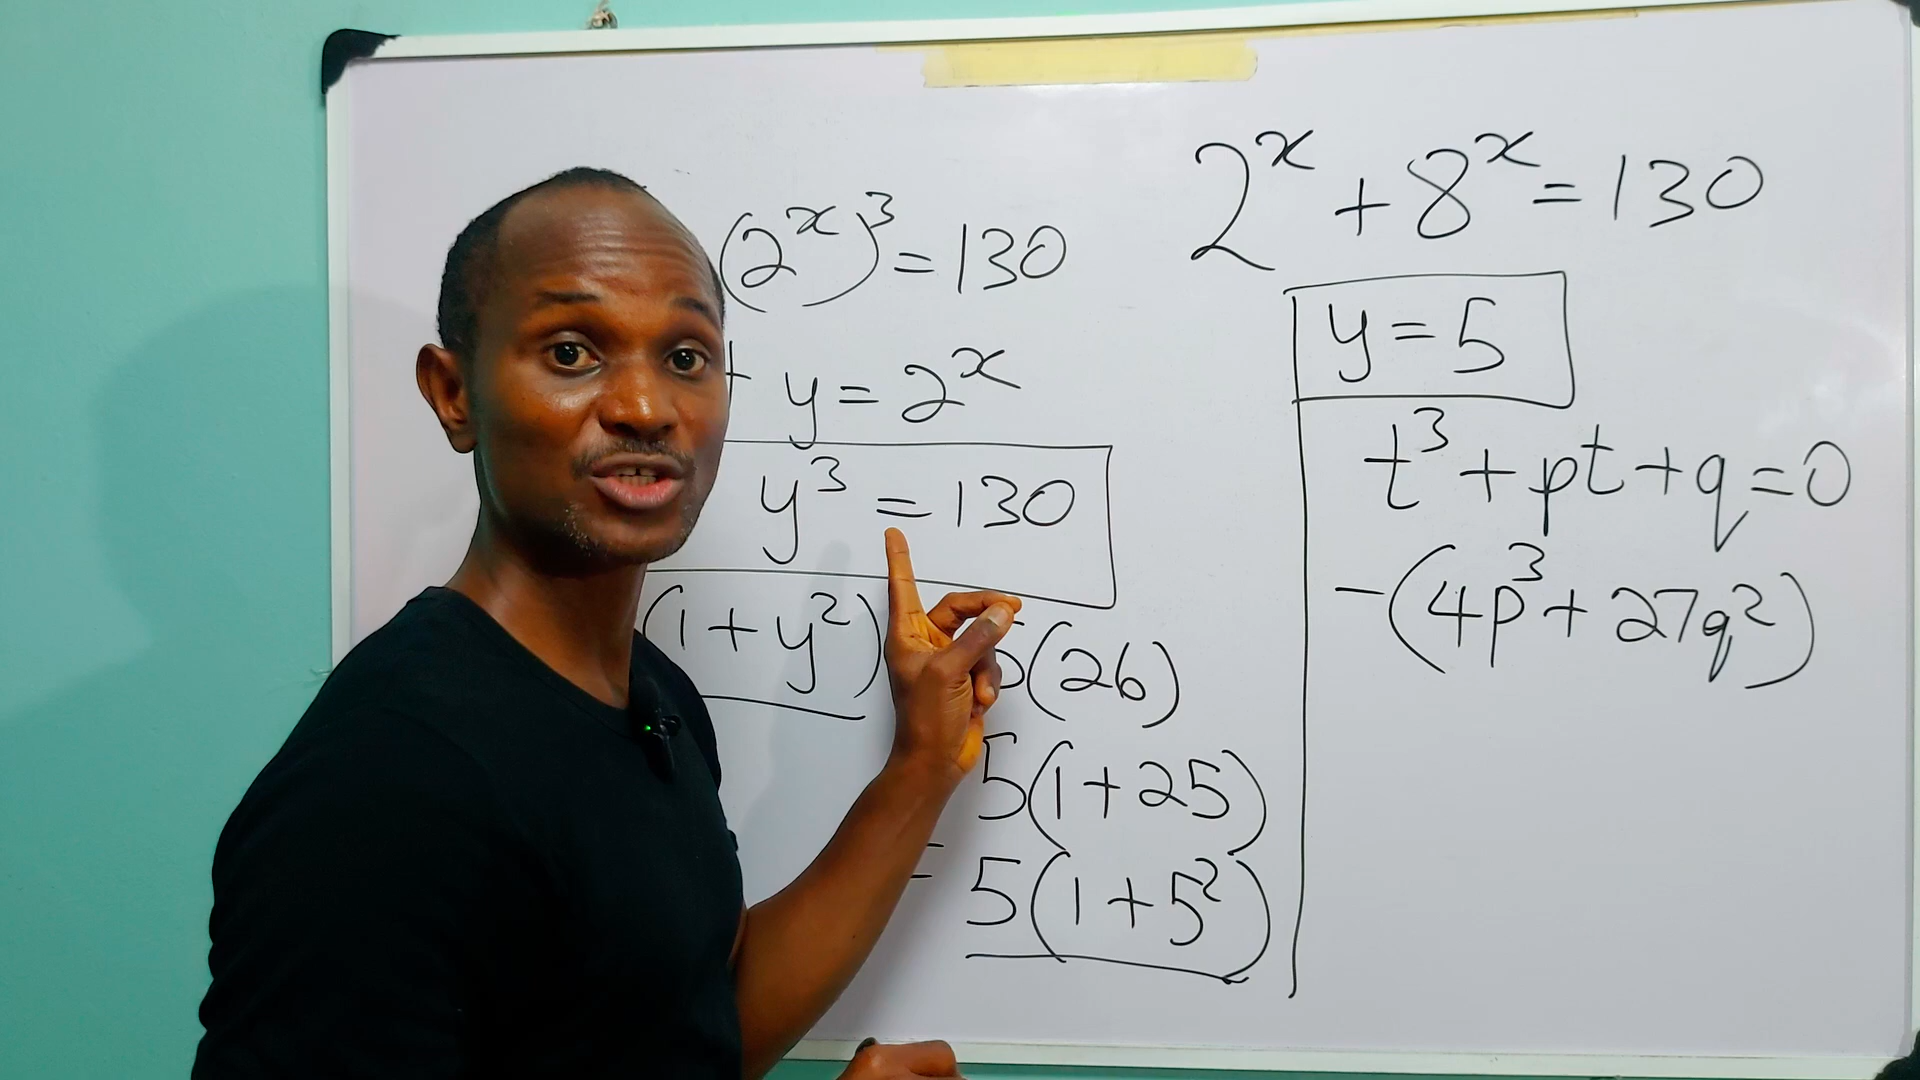 (2^x)^3 = 130
y = 2^x
y^3 = 130
(1 + y^2)
5(26)
5(1 + 25)
= 5(1 + 5^2)
2^x + 8^x = 130
y = 5
t^3 + pt + q = 0
-(4p^3 + 27q^2)